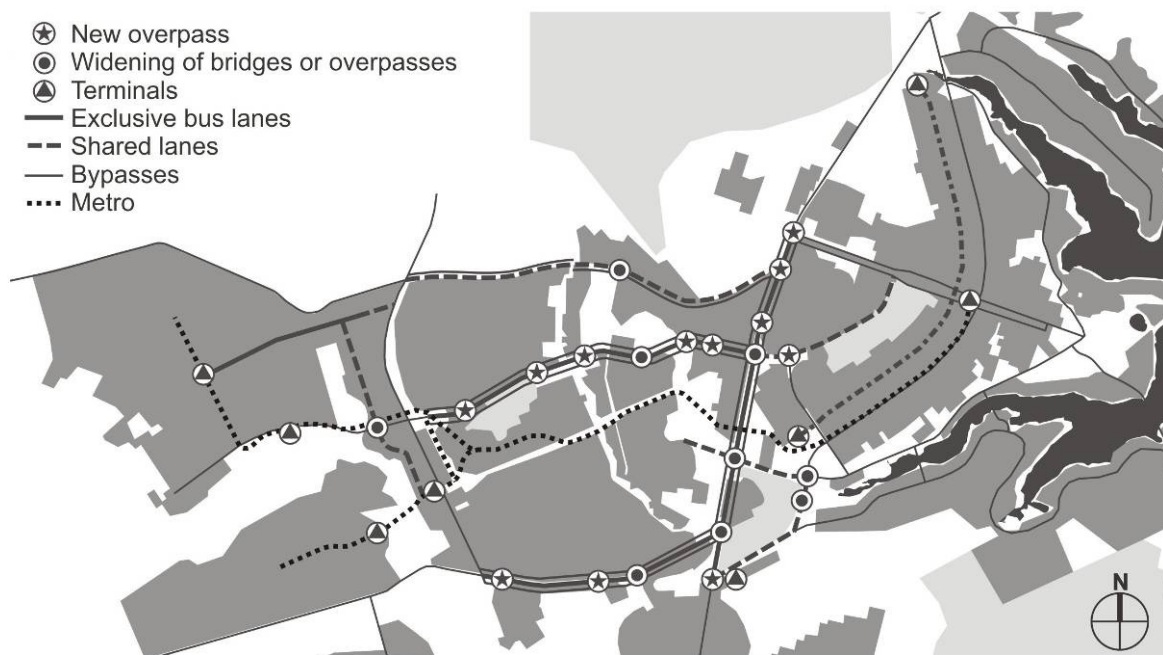 New overpass
Widening of bridges or overpasses
Terminals
Exclusive bus lanes
Shared lanes
Bypasses
Metro
N